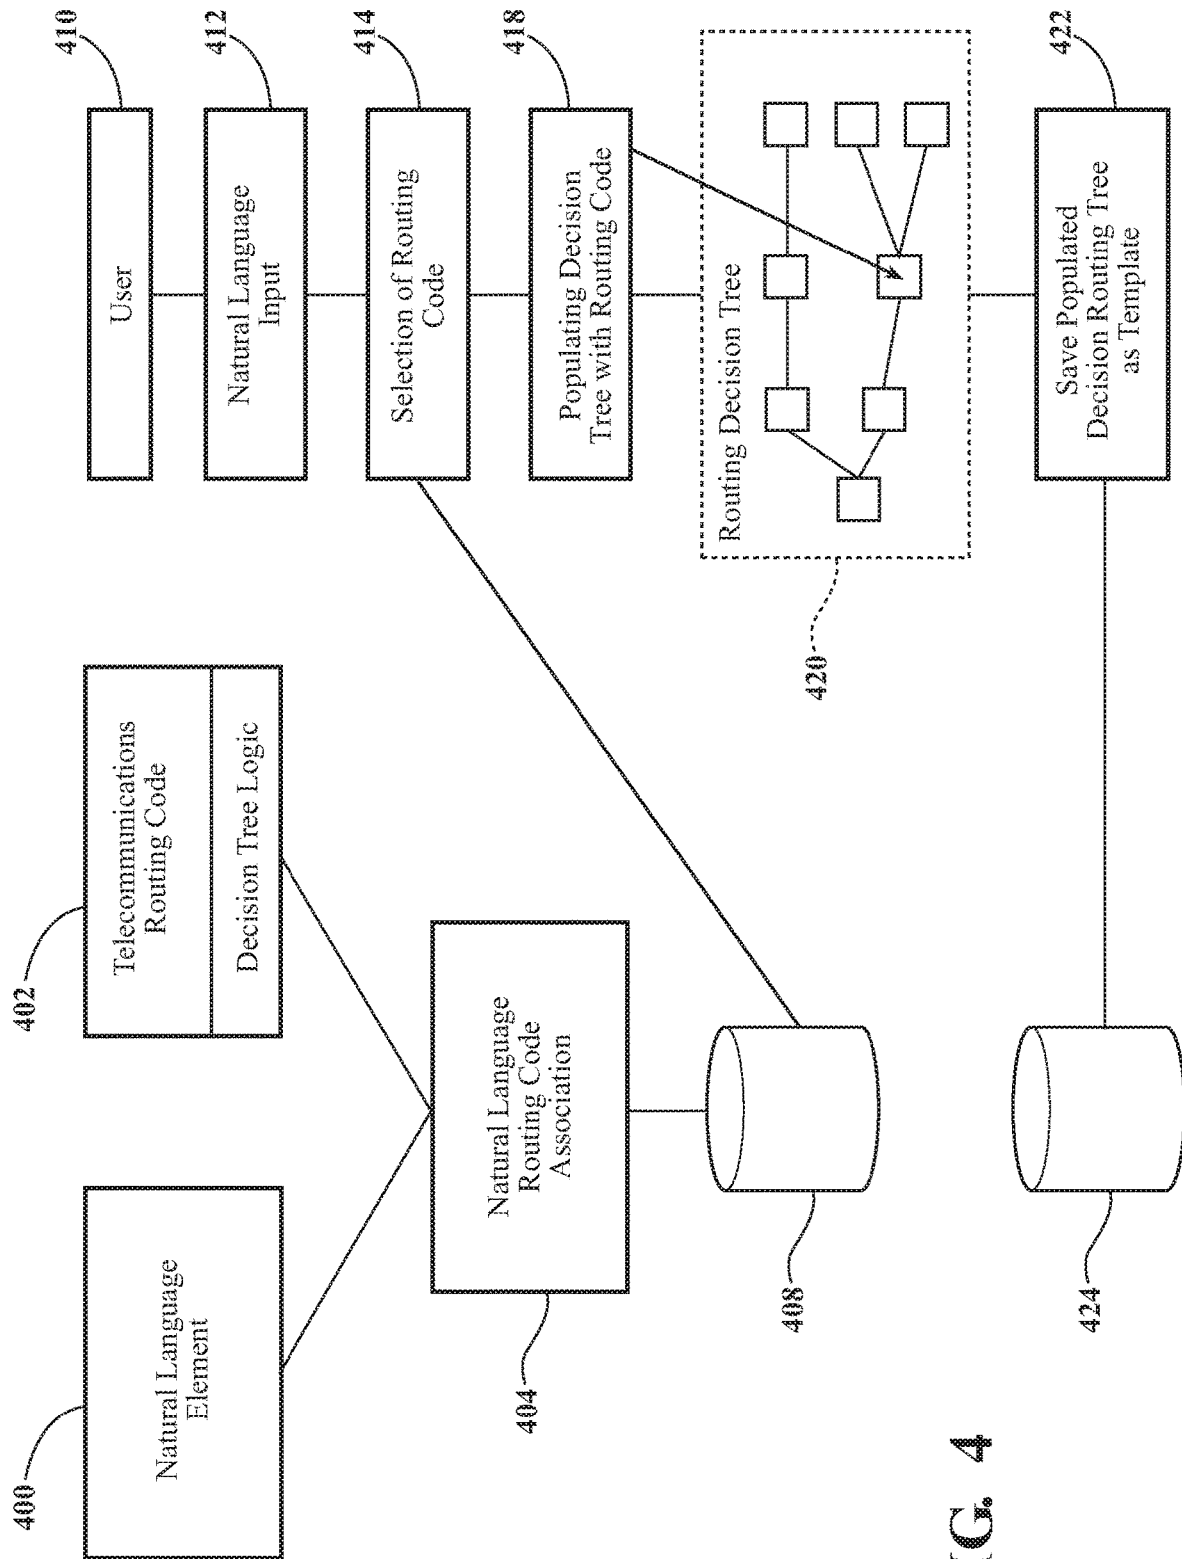 400
Natural Language
Element
402
Telecommunications
Routing Code
Decision Tree Logic
404
Natural Language
Routing Code
Association
408
410
User
412
Natural Language
Input
414
Selection of Routing
Code
418
Populating Decision
Tree with Routing Code
420
Routing Decision Tree
422
Save Populated
Decision Routing Tree
as Template
424
IG. 4